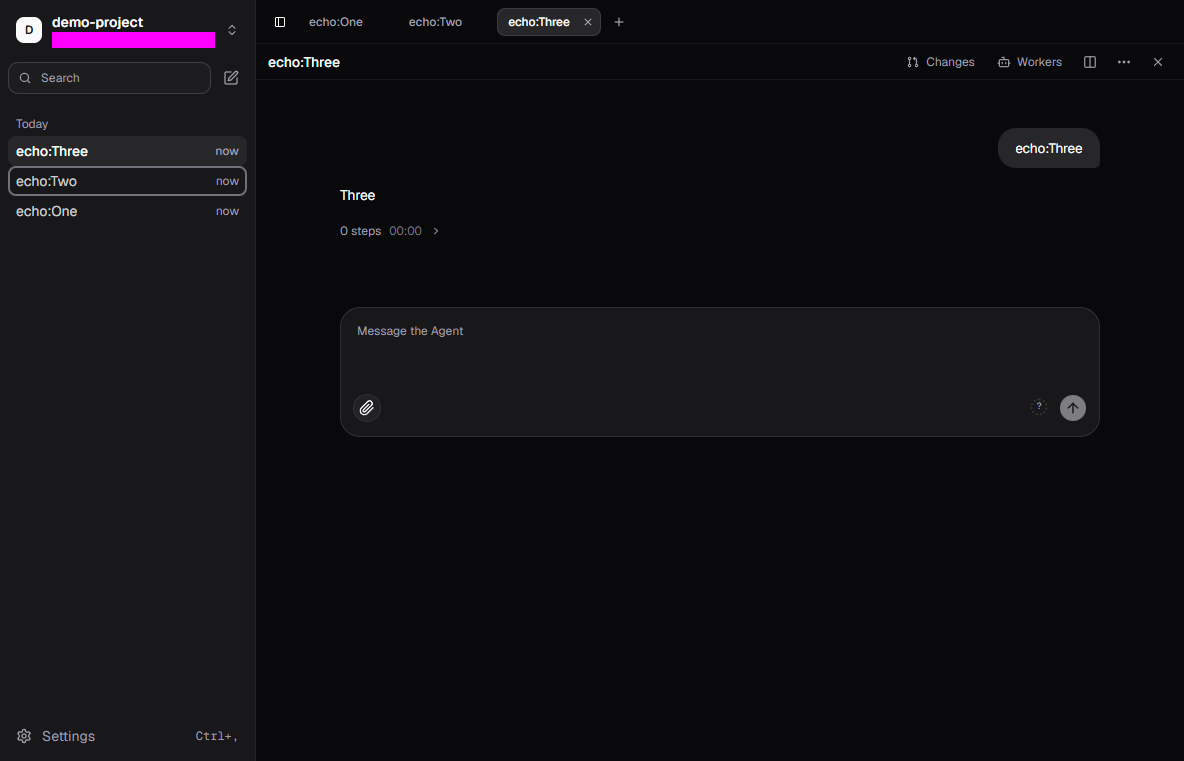 D
demo-project
Search
Today
echo:Three now
echo:Two now
echo:One now
Settings Ctrl+,
echo:One
echo:Two
echo:Three
echo:Three
Changes
Workers
echo:Three
Three
0 steps 00:00
Message the Agent
?